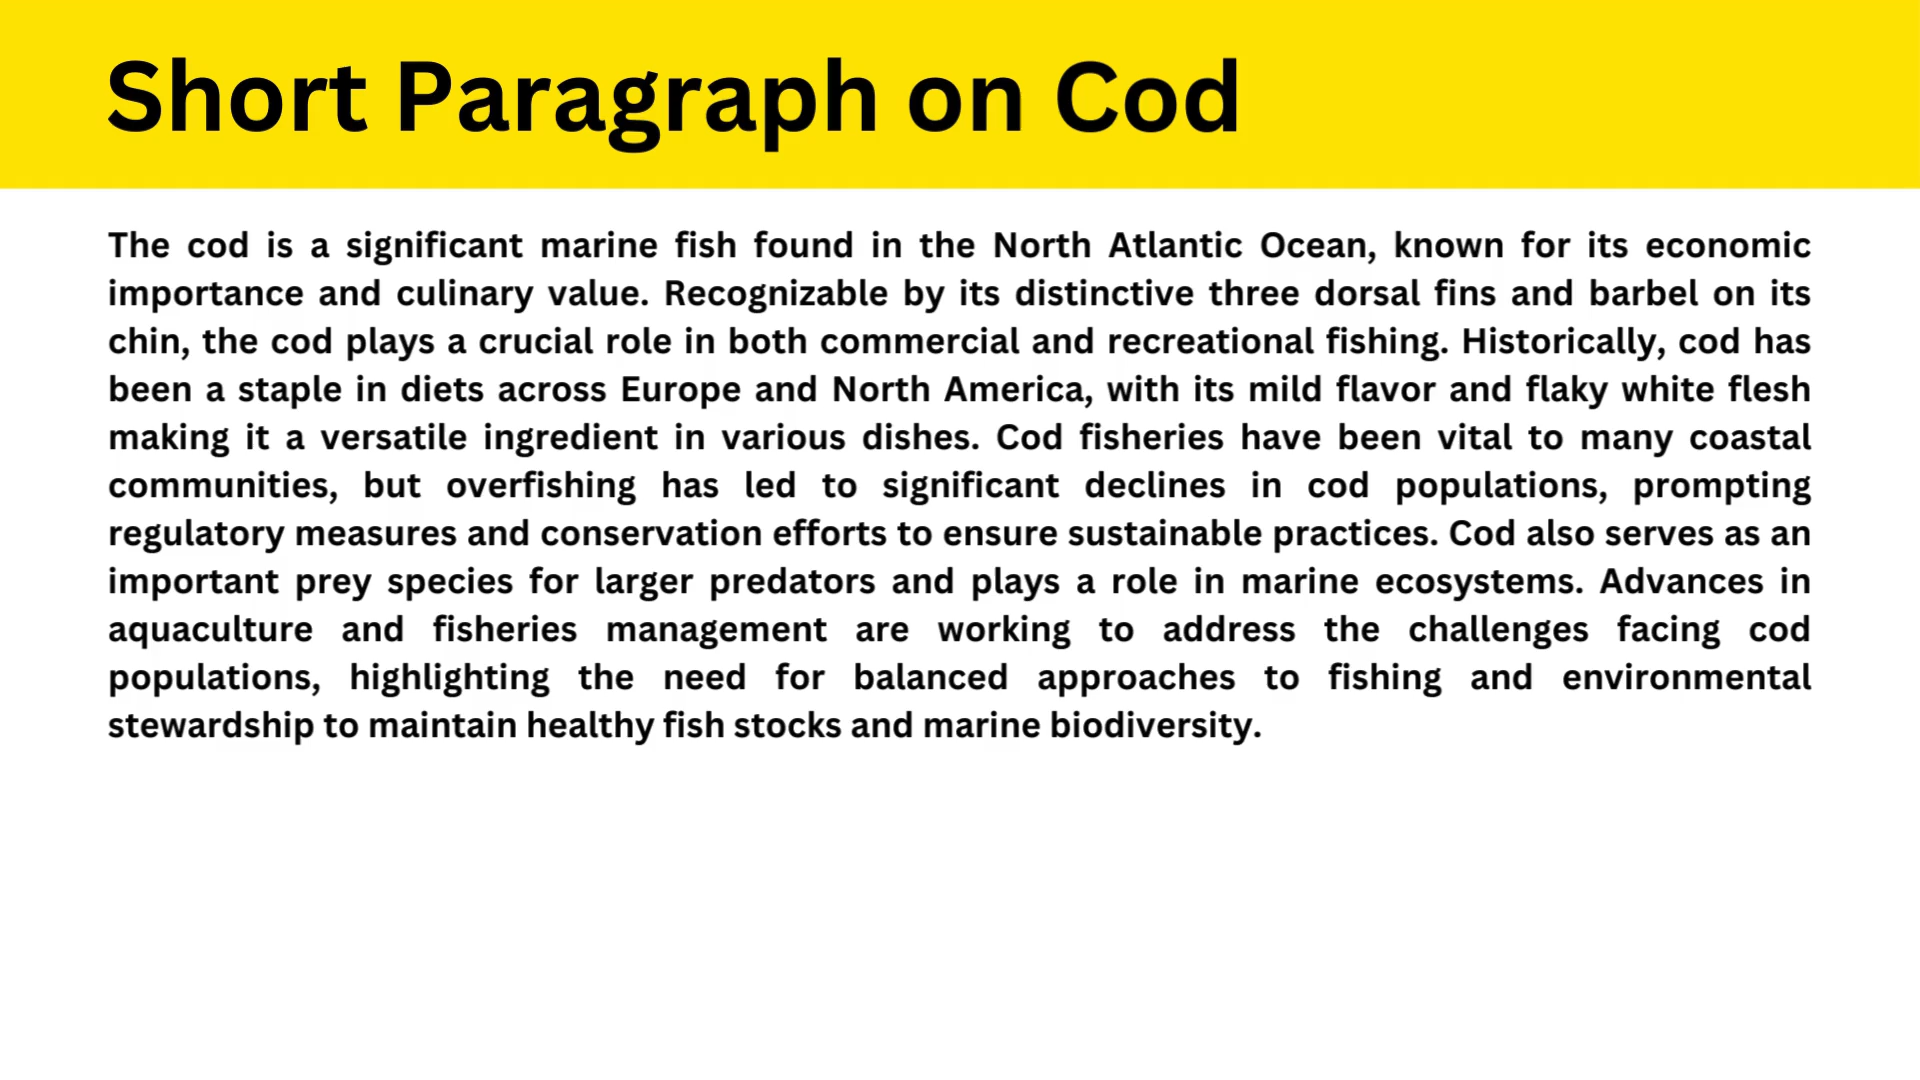 Short Paragraph on Cod
The cod is a significant marine fish found in the North Atlantic Ocean, known for its economic
importance and culinary value. Recognizable by its distinctive three dorsal fins and barbel on its
chin, the cod plays a crucial role in both commercial and recreational fishing. Historically, cod has
been a staple in diets across Europe and North America, with its mild flavor and flaky white flesh
making it a versatile ingredient in various dishes. Cod fisheries have been vital to many coastal
communities, but overfishing has led to significant declines in cod populations, prompting
regulatory measures and conservation efforts to ensure sustainable practices. Cod also serves as an
important prey species for larger predators and plays a role in marine ecosystems. Advances in
aquaculture and fisheries management are working to address the challenges facing cod
populations, highlighting the need for balanced approaches to fishing and environmental
stewardship to maintain healthy fish stocks and marine biodiversity.